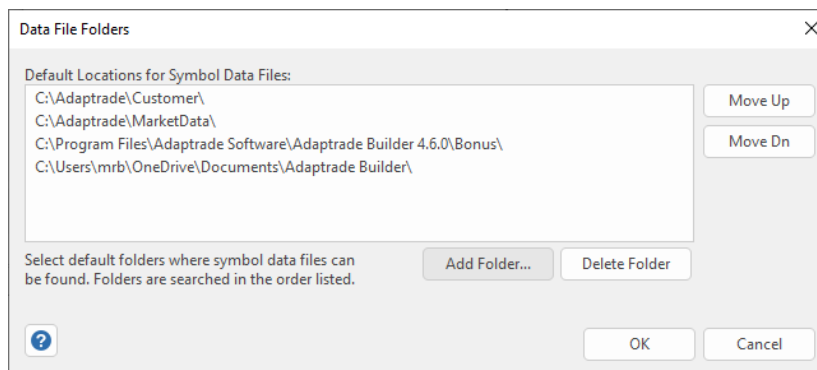 Data File Folders
Default Locations for Symbol Data Files:
C:\Adaptrade\Customer\
C:\Adaptrade\MarketData\
C:\Program Files\Adaptrade Software\Adaptrade Builder 4.6.0\Bonus\
C:\Users\mrb\OneDrive\Documents\Adaptrade Builder\
Move Up
Move Dn
Select default folders where symbol data files can
be found. Folders are searched in the order listed.
Add Folder...
Delete Folder
?
OK
Cancel